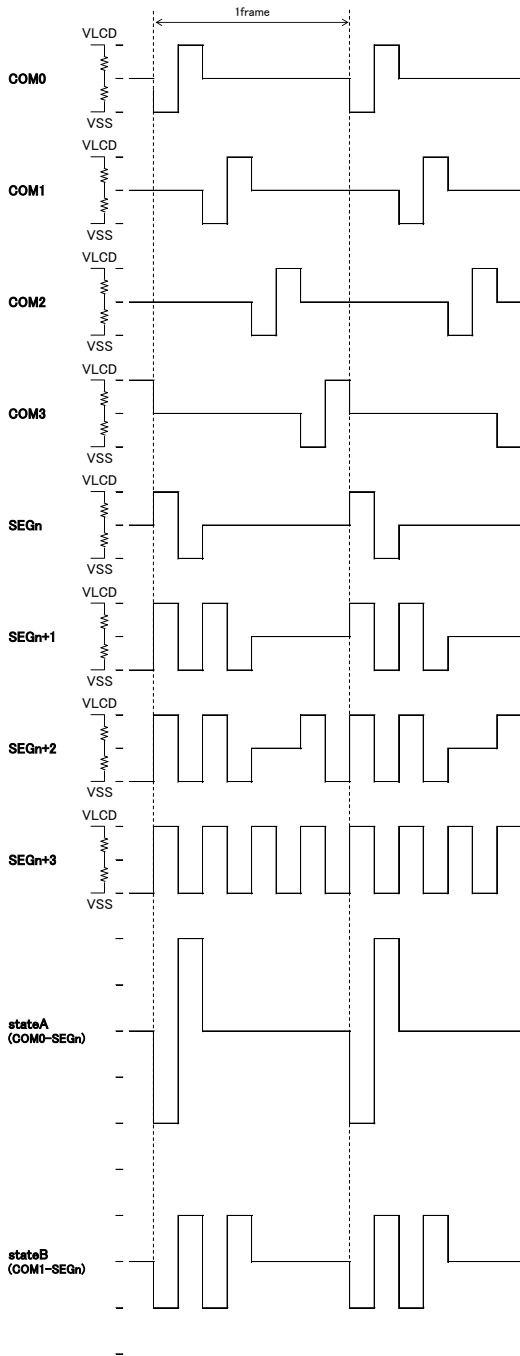 1frame
VLCD
COM0
VSS
VLCD
COM1
VSS
VLCD
COM2
VSS
VLCD
COM3
VSS
VLCD
SEGn
VSS
VLCD
SEGn+1
VSS
VLCD
SEGn+2
VSS
VLCD
SEGn+3
VSS
stateA
(COM0-SEGn)
stateB
(COM1-SEGn)